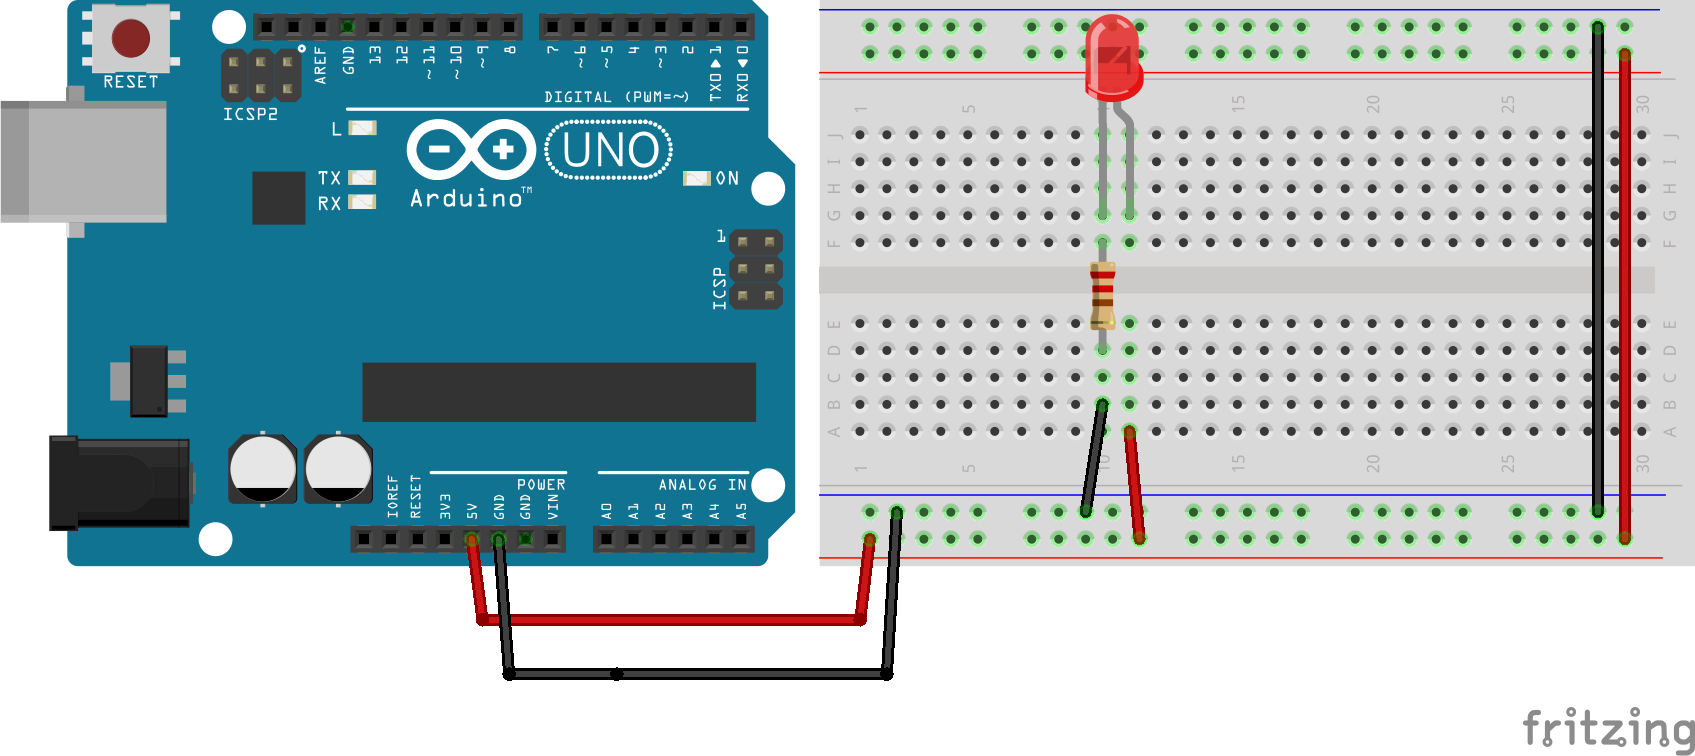 RESET
ICSP2
AREF
GND
13
12
~11
~10
~9
8
7
~6
~5
4
~3
2
TX0▶1
RX0◀0
DIGITAL (PWM=~)
L
TX
RX
UNO
Arduino™
ON
1
ICSP
POWER
ANALOG IN
IOREF
RESET
3V3
5V
GND
GND
VIN
A0
A1
A2
A3
A4
A5
1
5
15
20
25
30
J
J
I
I
H
H
G
G
F
F
E
E
D
D
C
C
B
B
A
A
1
5
10
15
20
25
30
fritzing